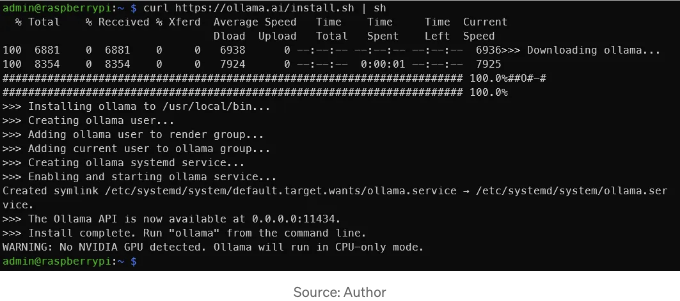 admin@raspberrypi:~ $ curl https://ollama.ai/install.sh | sh
  % Total    % Received % Xferd  Average Speed   Time    Time     Time  Current
                                 Dload  Upload   Total   Spent    Left  Speed
100  6881    0  6881    0     0   6938      0 --:--:-- --:--:-- --:--:--  6936>>> Downloading ollama...
100  8354    0  8354    0     0   7924      0 --:--:--  0:00:01 --:--:--  7925
################################################################## 100.0%##O#-#
################################################################## 100.0%
>>> Installing ollama to /usr/local/bin...
>>> Creating ollama user...
>>> Adding ollama user to render group...
>>> Adding current user to ollama group...
>>> Creating ollama systemd service...
>>> Enabling and starting ollama service...
Created symlink /etc/systemd/system/default.target.wants/ollama.service → /etc/systemd/system/ollama.ser
vice.
>>> The Ollama API is now available at 0.0.0.0:11434.
>>> Install complete. Run "ollama" from the command line.
WARNING: No NVIDIA GPU detected. Ollama will run in CPU-only mode.
admin@raspberrypi:~ $
Source: Author